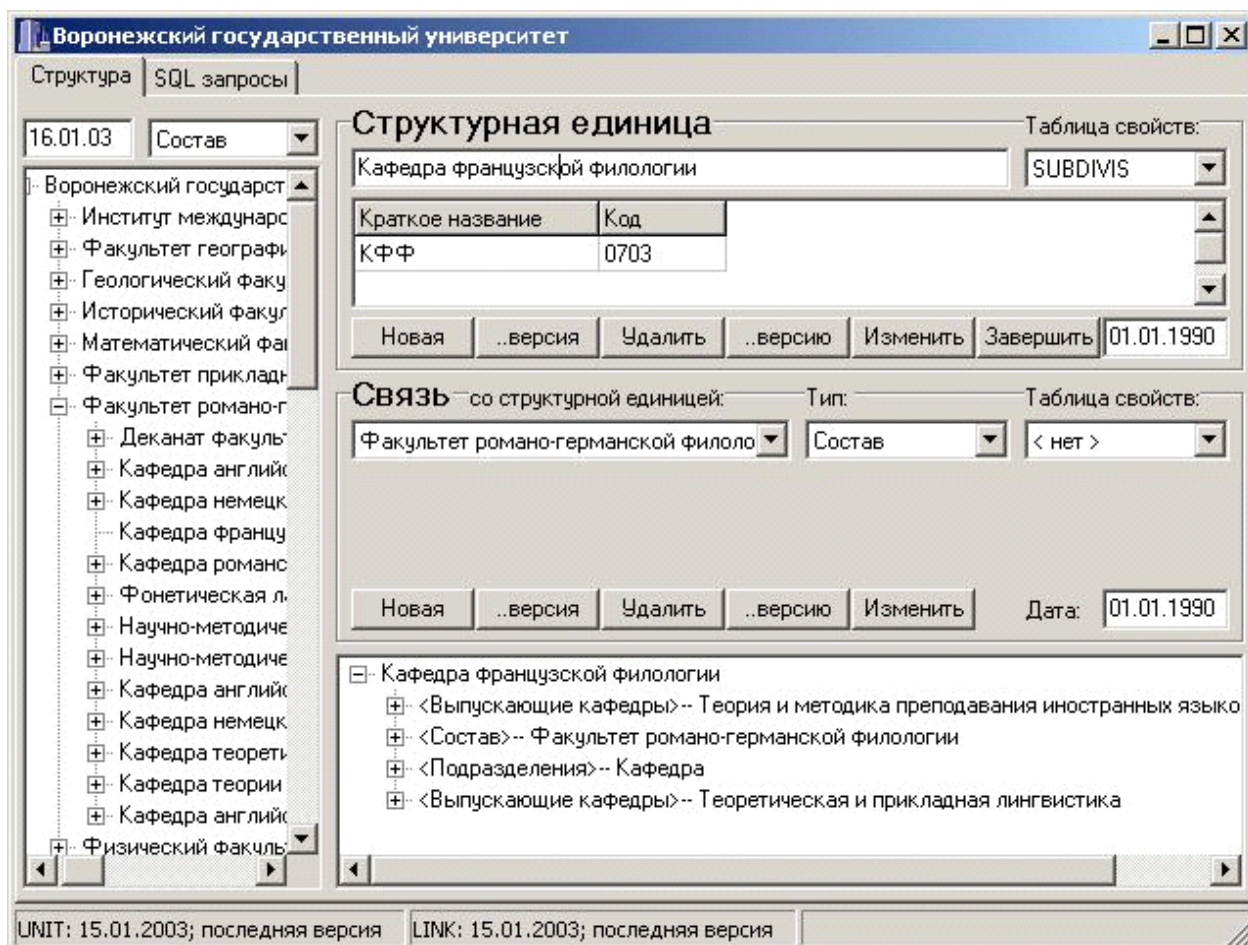 Воронежский государственный университет
Структура SQL запросы
16.01.03 Состав
Воронежский государст
Институт междунаро
Факультет географи
Геологический факу
Исторический факул
Математический фа
Факультет прикладн
Факультет романо-г
Деканат факульт
Кафедра английс
Кафедра немецк
Кафедра францу
Кафедра романс
Фонетическая л
Научно-методиче
Научно-методиче
Кафедра английс
Кафедра немецк
Кафедра теорети
Кафедра теории
Кафедра английс
Физический факуль
Структурная единица Таблица свойств:
Кафедра французской филологии SUBDIVIS
Краткое название Код
КФФ 0703
Новая ..версия Удалить ..версию Изменить Завершить 01.01.1990
Связь со структурной единицей: Тип: Таблица свойств:
Факультет романо-германской филоло Состав < нет >
Новая ..версия Удалить ..версию Изменить Дата: 01.01.1990
Кафедра французской филологии
<Выпускающие кафедры>-- Теория и методика преподавания иностранных языко
<Состав>-- Факультет романо-германской филологии
<Подразделения>-- Кафедра
<Выпускающие кафедры>-- Теоретическая и прикладная лингвистика
UNIT: 15.01.2003; последняя версия LINK: 15.01.2003; последняя версия